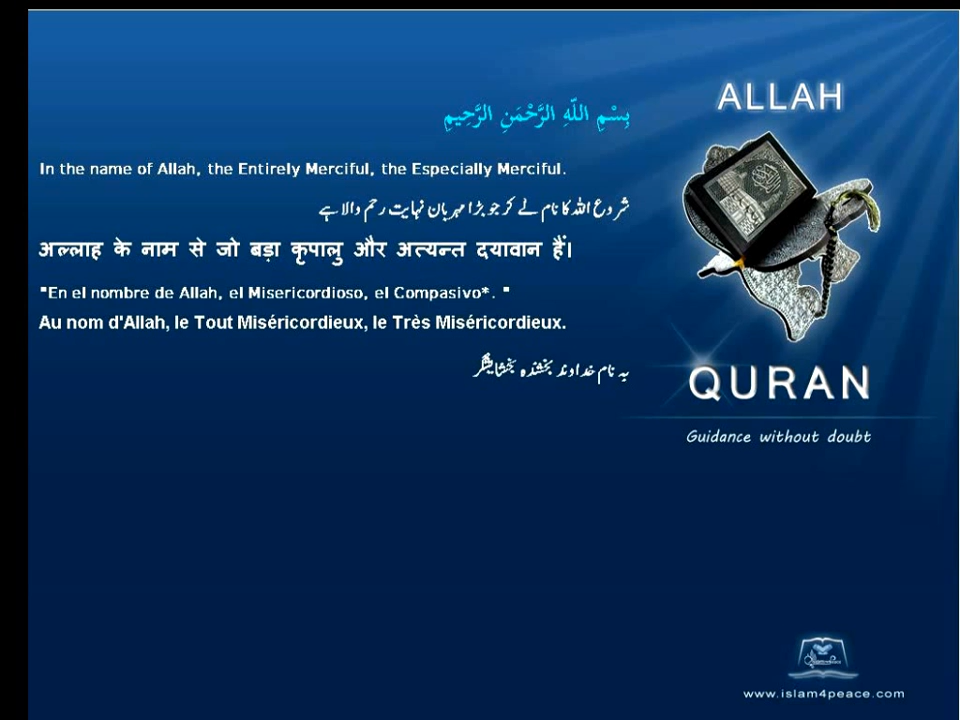 بِسْمِ اللَّهِ الرَّحْمَنِ الرَّحِيمِ
In the name of Allah, the Entirely Merciful, the Especially Merciful.
شروع الله کا نام لے کر جو بڑا مہربان نہایت رحم والا ہے
अल्लाह के नाम से जो बड़ा कृपालु और अत्यन्त दयावान हैं।
"En el nombre de Allah, el Misericordioso, el Compasivo*. "
Au nom d'Allah, le Tout Miséricordieux, le Très Miséricordieux.
به نام خداوند بخشنده بخشایشگر
ALLAH
QURAN
Guidance without doubt
www.islam4peace.com